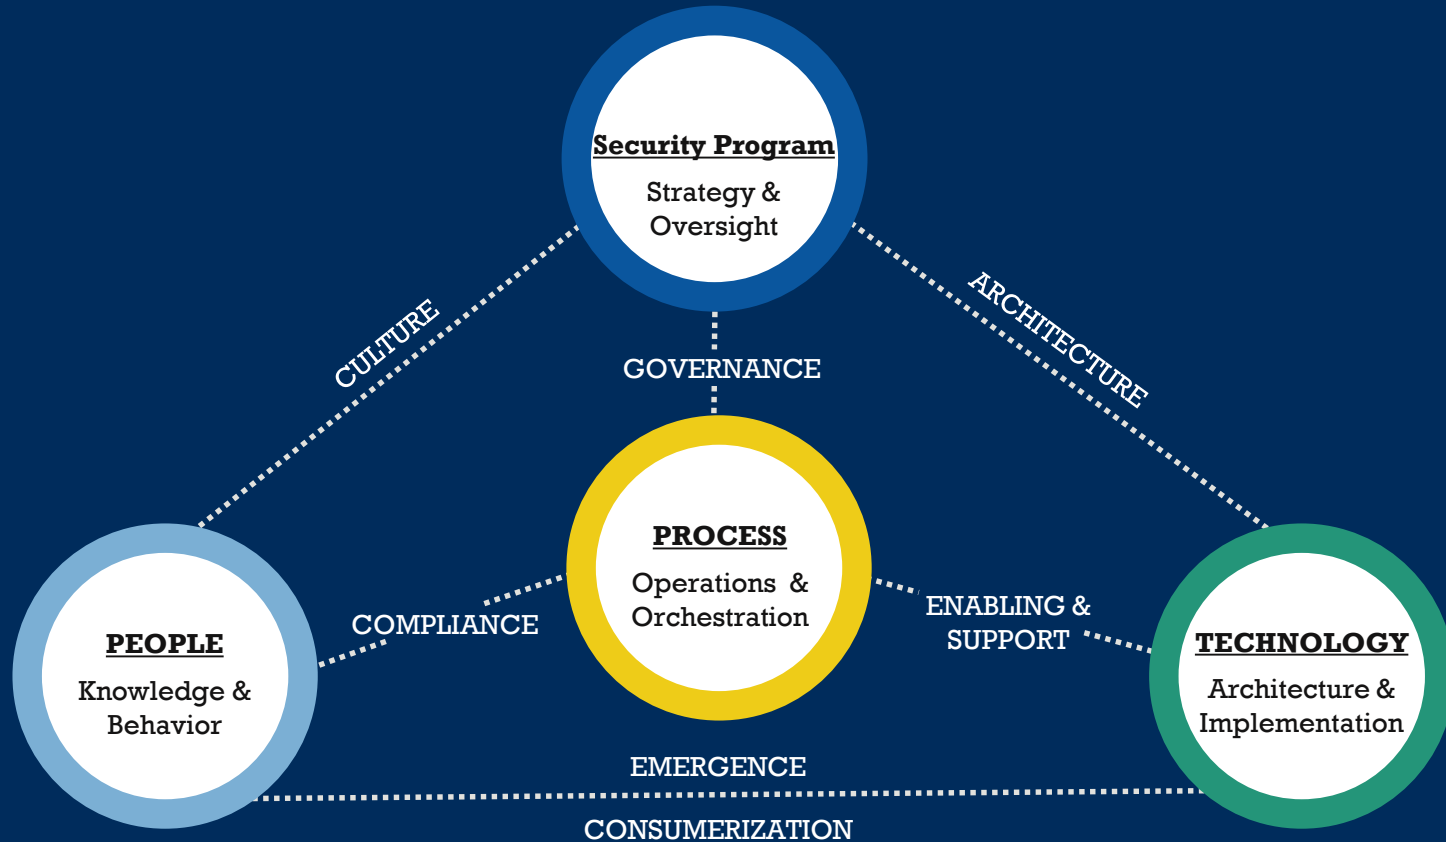 Security Program
Strategy &
Oversight
CULTURE
ARCHITECTURE
GOVERNANCE
PROCESS
Operations & 
Orchestration
COMPLIANCE
ENABLING &
SUPPORT
PEOPLE
Knowledge &
Behavior
TECHNOLOGY
Architecture &
Implementation
EMERGENCE
CONSUMERIZATION